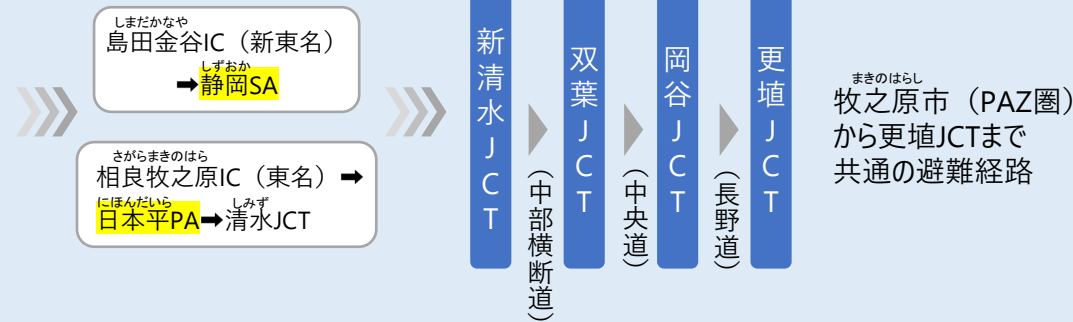 しまだかなや
島田金谷IC（新東名）
しずおか
➡静岡SA
さがらまきのはら
相良牧之原IC（東名）➡
にほんだいら しみず
日本平PA➡清水JCT
新清水JCT
（中部横断道）
双葉JCT
（中央道）
岡谷JCT
（長野道）
更埴JCT
まきのはらし
牧之原市（PAZ圏）
から更埴JCTまで
共通の避難経路